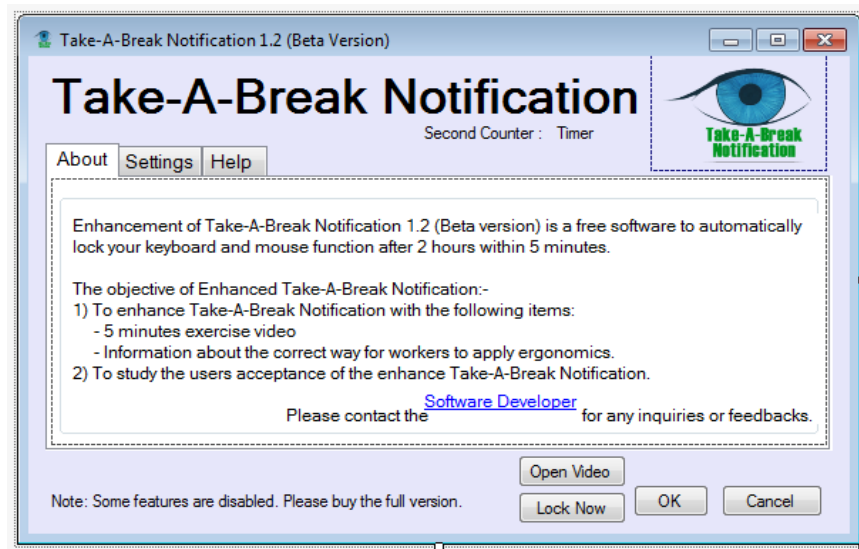 Take-A-Break Notification 1.2 (Beta Version)
Take-A-Break Notification
Second Counter : Timer
Take-A-Break
Notification
About Settings Help
Enhancement of Take-A-Break Notification 1.2 (Beta version) is a free software to automatically
lock your keyboard and mouse function after 2 hours within 5 minutes.
The objective of Enhanced Take-A-Break Notification:-
1) To enhance Take-A-Break Notification with the following items:
- 5 minutes exercise video
- Information about the correct way for workers to apply ergonomics.
2) To study the users acceptance of the enhance Take-A-Break Notification.
Please contact the Software Developer for any inquiries or feedbacks.
Open Video
Note: Some features are disabled. Please buy the full version.
Lock Now OK Cancel